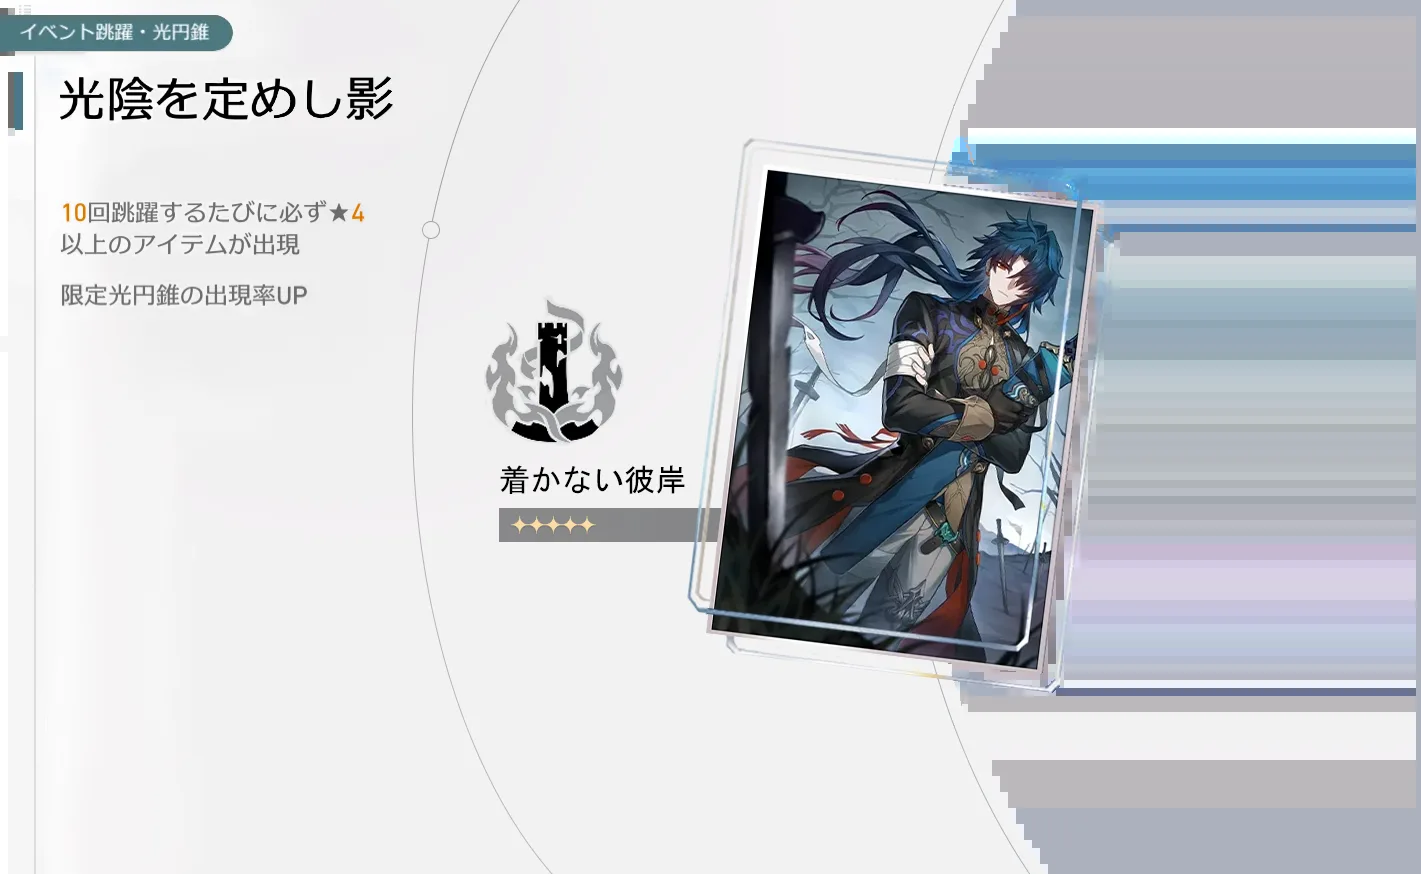 イベント跳躍・光円錐
光陰を定めし影
10回跳躍するたびに必ず★4
以上のアイテムが出現
限定光円錐の出現率UP
着かない彼岸